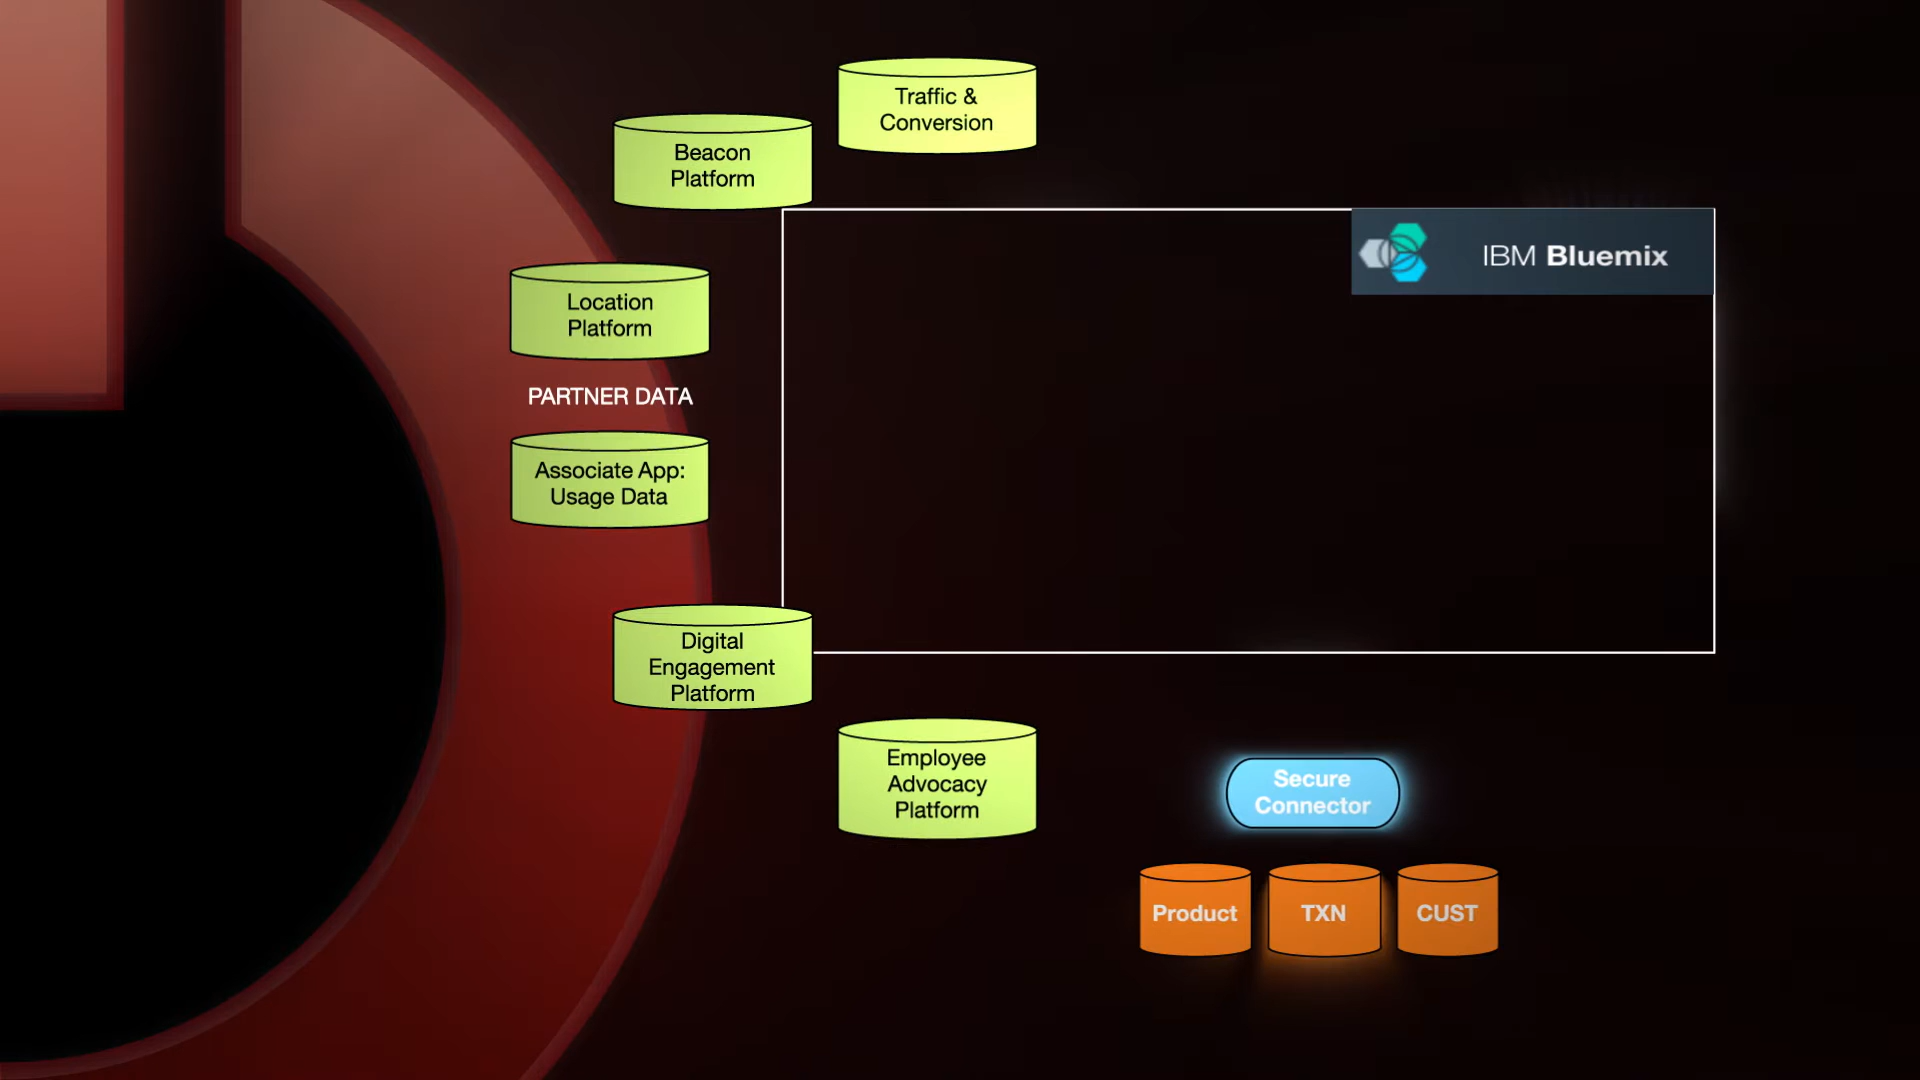 Traffic &
Conversion
Beacon
Platform
IBM Bluemix
Location
Platform
PARTNER DATA
Associate App:
Usage Data
Digital
Engagement
Platform
Employee
Advocacy
Platform
Secure
Connector
Product
TXN
CUST